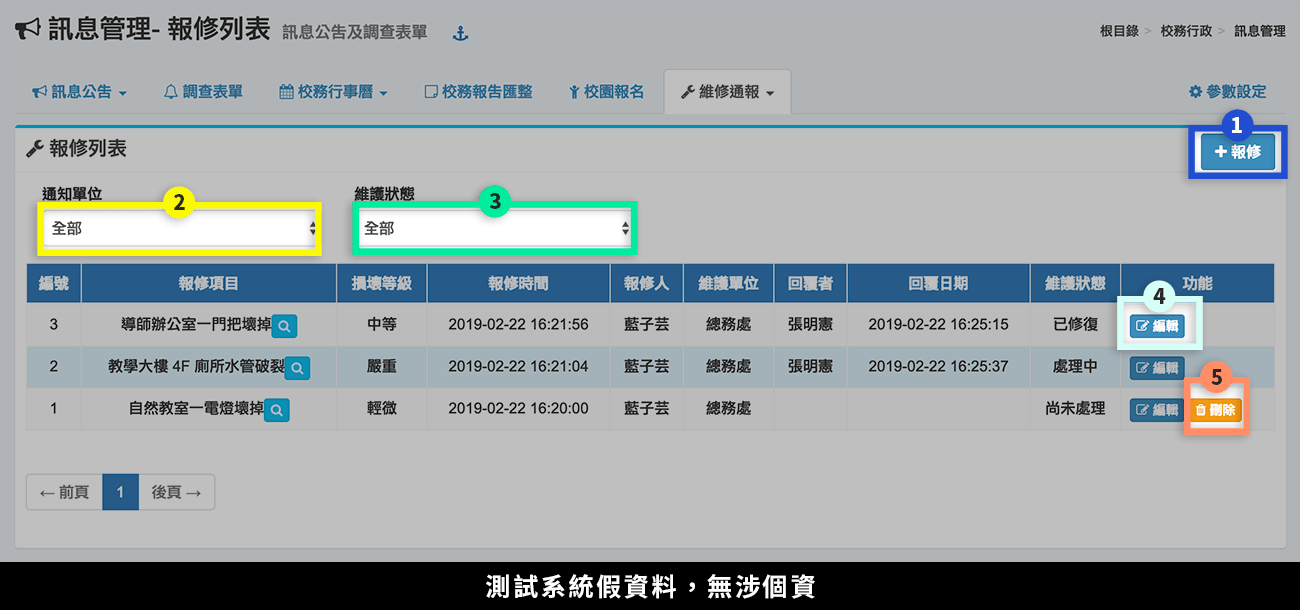 訊息管理- 報修列表 訊息公告及調查表單
根目錄 > 校務行政 > 訊息管理
訊息公告 調查表單 校務行事曆 校務報告匯整 校園報名 維修通報 參數設定
1
報修列表 +報修
通知單位 2 維護狀態 3
全部 全部
編號 報修項目 損壞等級 報修時間 報修人 維護單位 回覆者 回覆日期 維護狀態 功能
4
3 導師辦公室一門把壞掉 中等 2019-02-22 16:21:56 藍子芸 總務處 張明憲 2019-02-22 16:25:15 已修復 編輯
2 教學大樓 4F 廁所水管破裂 嚴重 2019-02-22 16:21:04 藍子芸 總務處 張明憲 2019-02-22 16:25:37 處理中 編輯
5
1 自然教室一電燈壞掉 輕微 2019-02-22 16:20:00 藍子芸 總務處 尚未處理 編輯 刪除
←前頁 1 後頁→
測試系統假資料，無涉個資